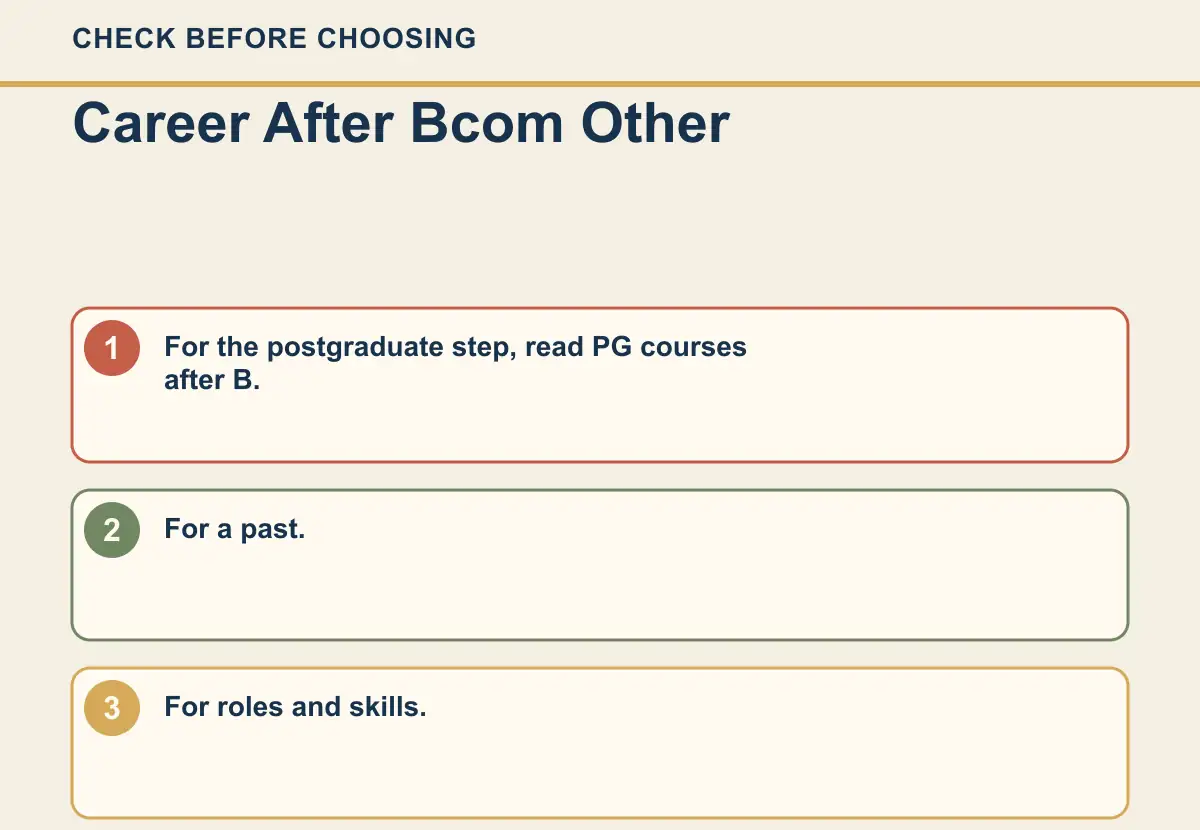 CHECK BEFORE CHOOSING
Career After Bcom Other
1
For the postgraduate step, read PG courses
after B.
2
For a past.
3
For roles and skills.